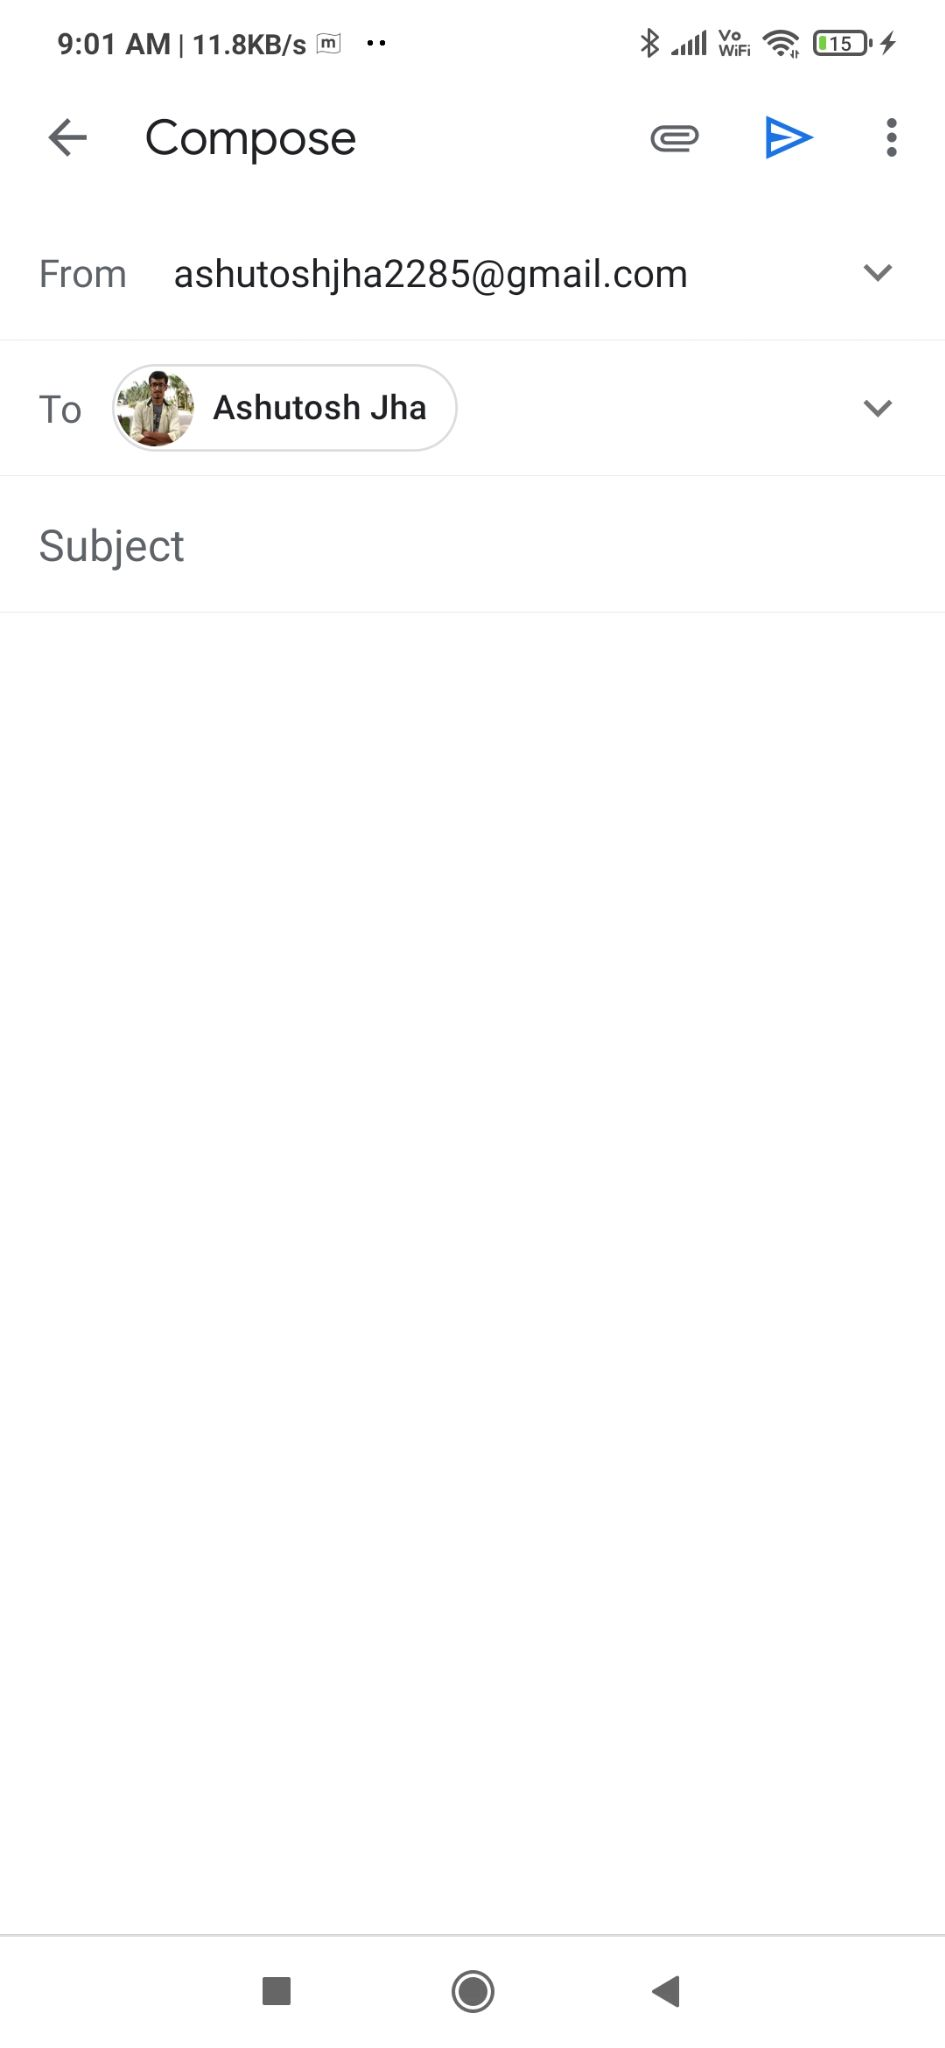 9:01 AM | 11.8KB/s m ..
Vo WiFi 15
Compose
From ashutoshjha2285@gmail.com
To Ashutosh Jha
Subject